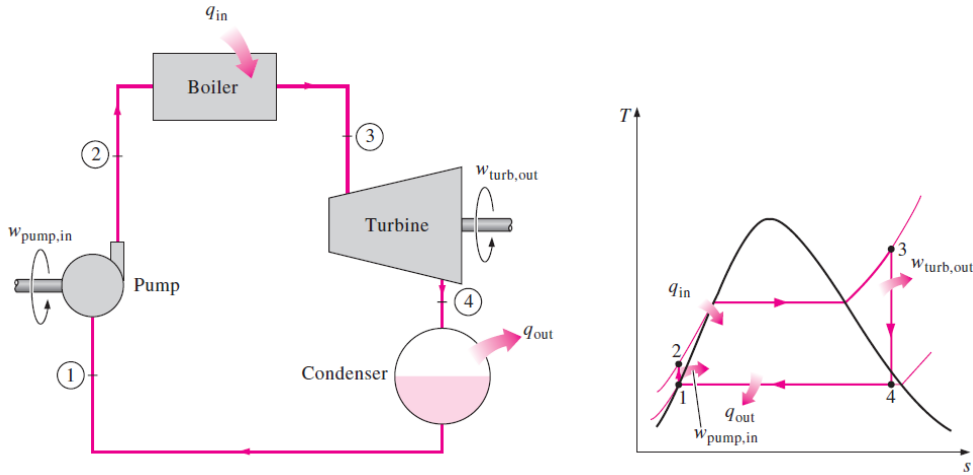 q_in
Boiler
2
3
w_turb,out
Turbine
w_pump,in
Pump
4
q_out
Condenser
1
T
3
w_turb,out
q_in
2
1
4
q_out
w_pump,in
s